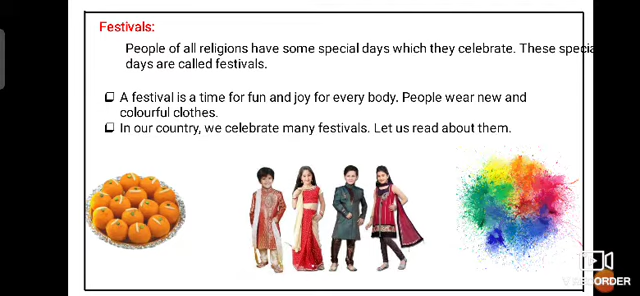 Festivals:
People of all religions have some special days which they celebrate. These specia
days are called festivals.
❑ A festival is a time for fun and joy for every body. People wear new and
colourful clothes.
❑ In our country, we celebrate many festivals. Let us read about them.